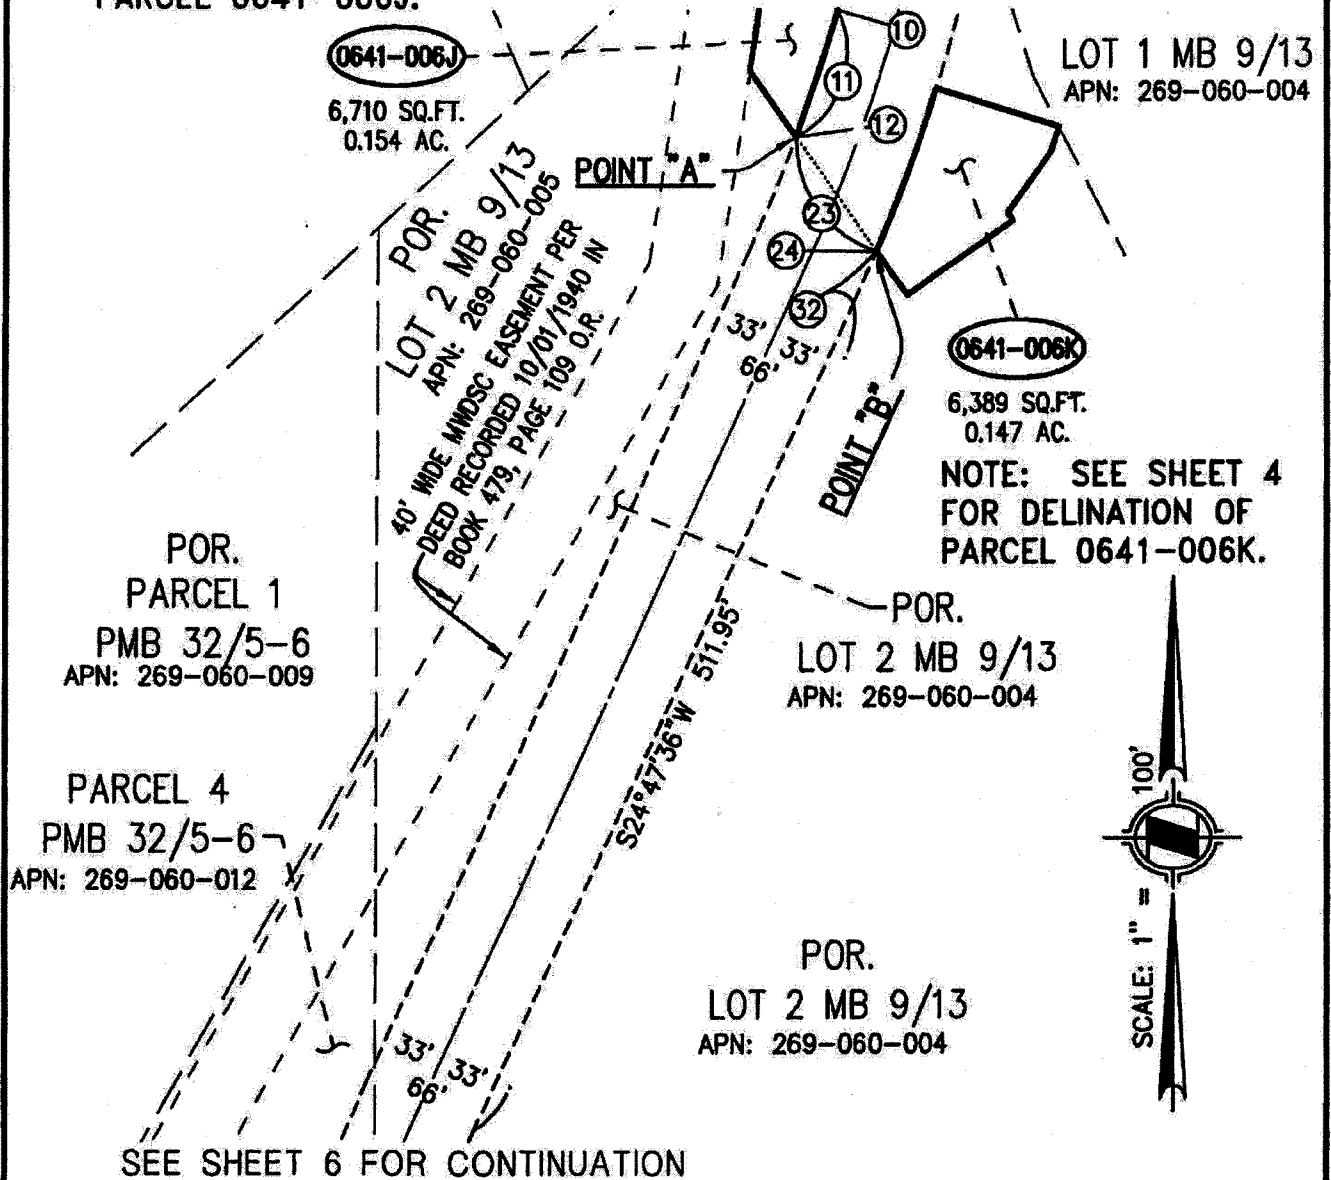 PARCEL 0641-006J.
0641-006J
6,710 SQ.FT.
0.154 AC.
10
11
12
LOT 1 MB 9/13
APN: 269-060-004
POINT "A"
POR.
LOT 2 MB 9/13
APN: 269-060-005
40' WIDE MWDSC EASEMENT PER
DEED RECORDED 10/01/1940 IN
BOOK 479, PAGE 109 O.R.
23
24
32
33'
33'
66'
POINT "B"
0641-006K
6,389 SQ.FT.
0.147 AC.
NOTE: SEE SHEET 4
FOR DELINATION OF
PARCEL 0641-006K.
POR.
PARCEL 1
PMB 32/5-6
APN: 269-060-009
POR.
LOT 2 MB 9/13
APN: 269-060-004
S24°47'36"W 511.95'
PARCEL 4
PMB 32/5-6
APN: 269-060-012
SCALE: 1" = 100'
POR.
LOT 2 MB 9/13
APN: 269-060-004
33'
33'
66'
SEE SHEET 6 FOR CONTINUATION